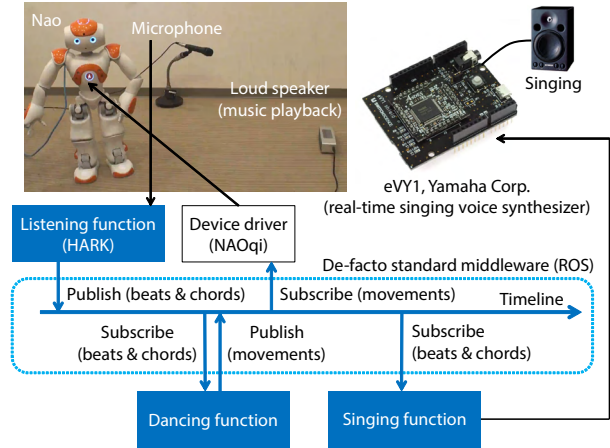 Nao
Microphone
Loud speaker
(music playback)
Singing
eVY1, Yamaha Corp.
(real-time singing voice synthesizer)
Listening function
(HARK)
Device driver
(NAOqi)
De-facto standard middleware (ROS)
Publish (beats & chords)
Subscribe (movements)
Timeline
Subscribe
(beats & chords)
Publish
(movements)
Subscribe
(beats & chords)
Dancing function
Singing function